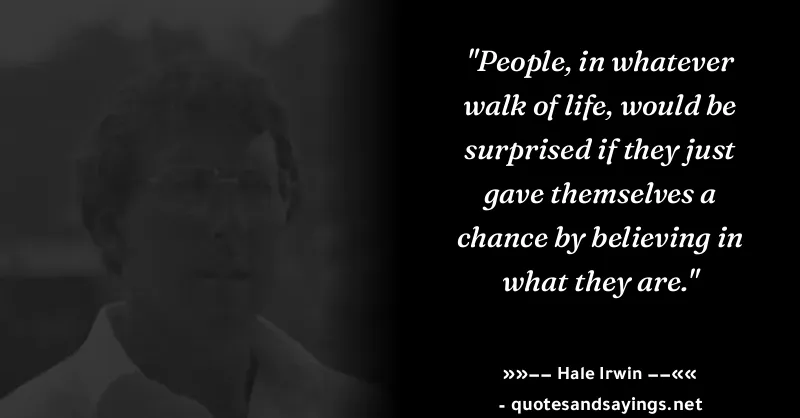 "People, in whatever
walk of life, would be
surprised if they just
gave themselves a
chance by believing in
what they are."
»»—— Hale Irwin ——««
- quotesandsayings.net